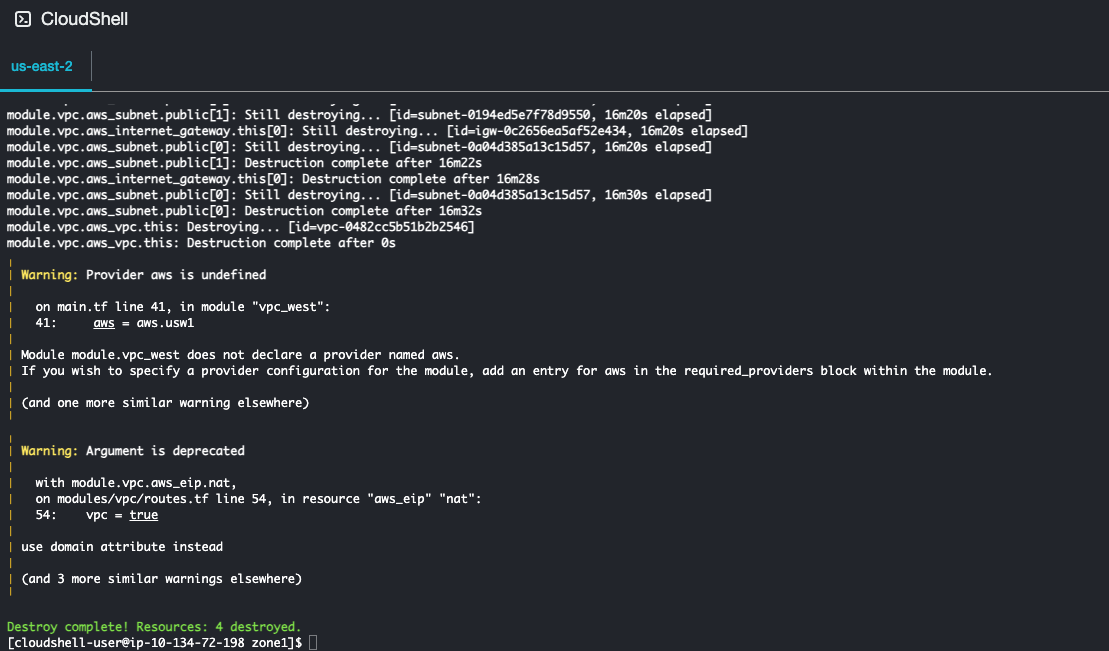 CloudShell
us-east-2
module.vpc.aws_subnet.public[1]: Still destroying... [id=subnet-0194ed5e7f78d9550, 16m20s elapsed]
module.vpc.aws_internet_gateway.this[0]: Still destroying... [id=igw-0c2656ea5af52e434, 16m20s elapsed]
module.vpc.aws_subnet.public[0]: Still destroying... [id=subnet-0a04d385a13c15d57, 16m20s elapsed]
module.vpc.aws_subnet.public[1]: Destruction complete after 16m22s
module.vpc.aws_internet_gateway.this[0]: Destruction complete after 16m28s
module.vpc.aws_subnet.public[0]: Still destroying... [id=subnet-0a04d385a13c15d57, 16m30s elapsed]
module.vpc.aws_subnet.public[0]: Destruction complete after 16m32s
module.vpc.aws_vpc.this: Destroying... [id=vpc-0482cc5b51b2b2546]
module.vpc.aws_vpc.this: Destruction complete after 0s
Warning: Provider aws is undefined
on main.tf line 41, in module "vpc_west":
41:     aws = aws.usw1
Module module.vpc_west does not declare a provider named aws.
If you wish to specify a provider configuration for the module, add an entry for aws in the required_providers block within the module.
(and one more similar warning elsewhere)
Warning: Argument is deprecated
with module.vpc.aws_eip.nat,
on modules/vpc/routes.tf line 54, in resource "aws_eip" "nat":
54:    vpc = true
use domain attribute instead
(and 3 more similar warnings elsewhere)
Destroy complete! Resources: 4 destroyed.
[cloudshell-user@ip-10-134-72-198 zone1]$